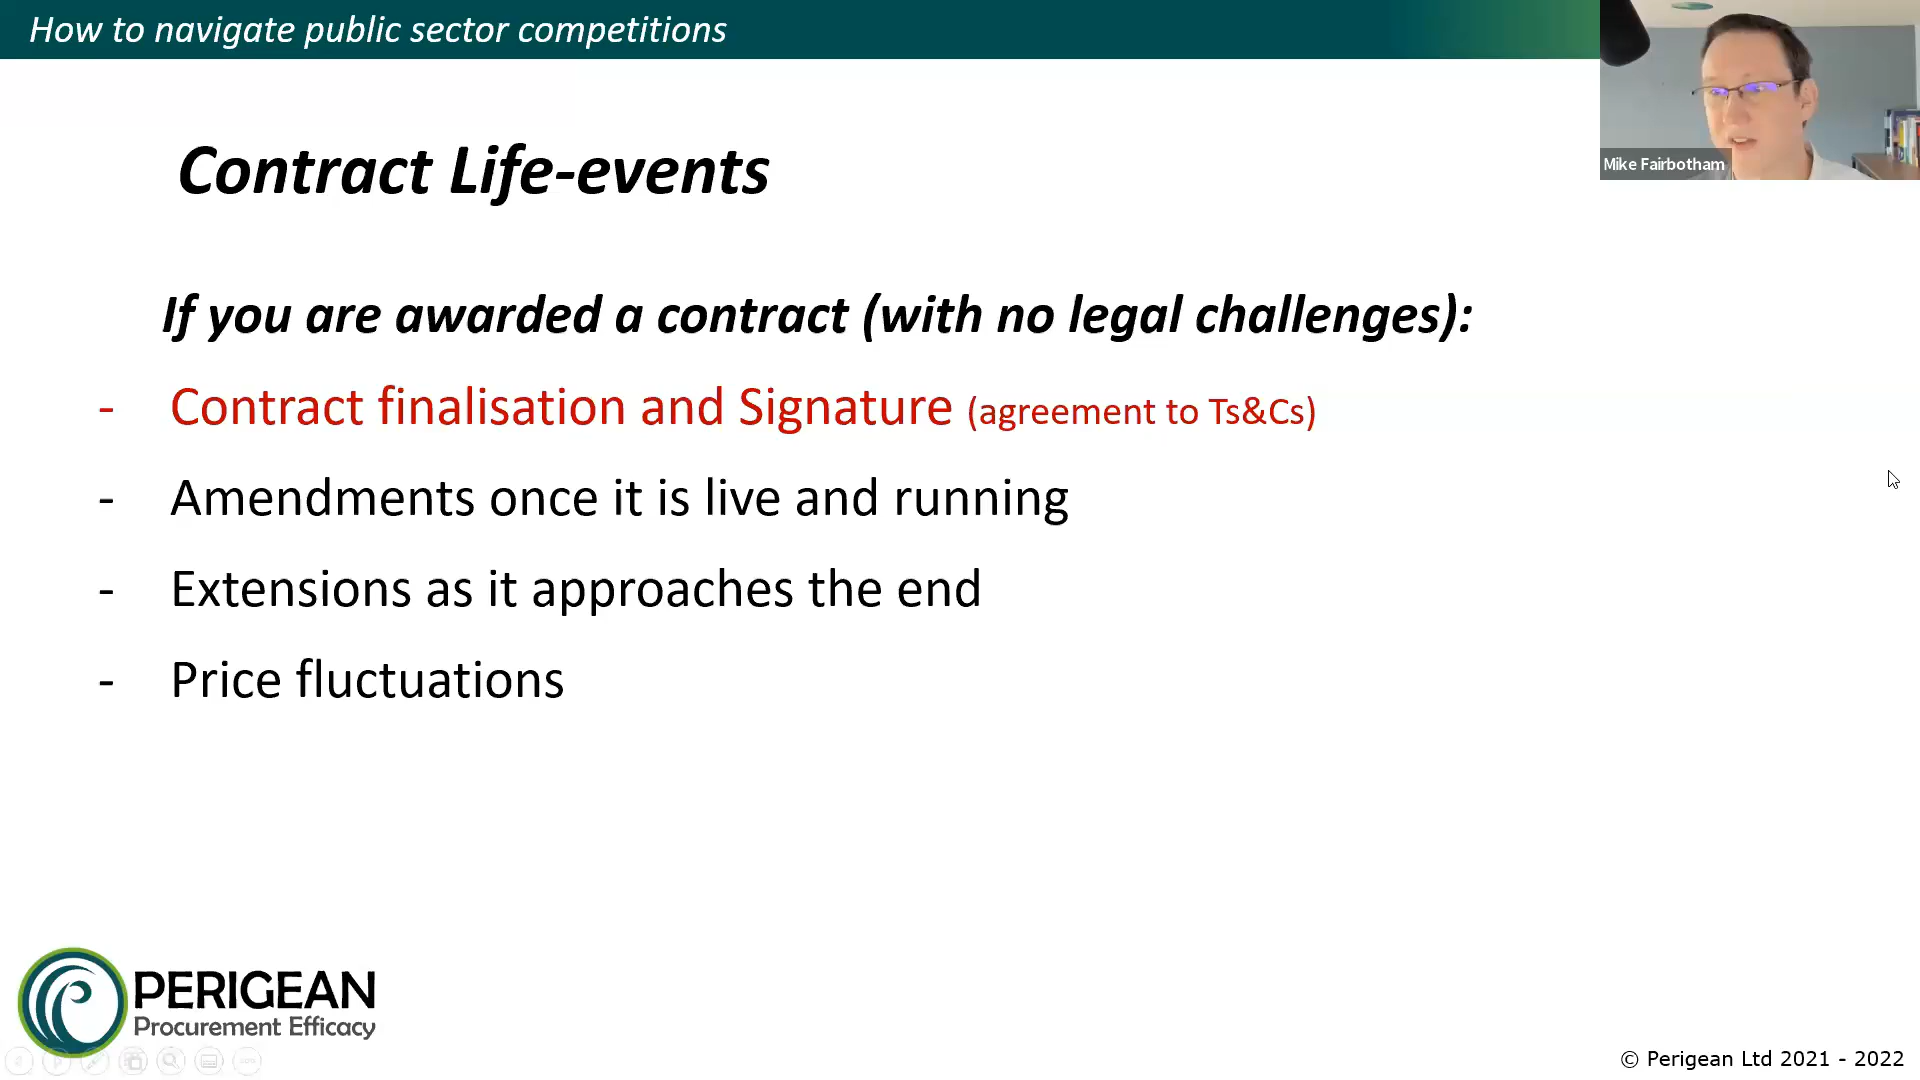 How to navigate public sector competitions
Mike Fairbotham
Contract Life-events
If you are awarded a contract (with no legal challenges):
- Contract finalisation and Signature (agreement to Ts&Cs)
- Amendments once it is live and running
- Extensions as it approaches the end
- Price fluctuations
PERIGEAN
Procurement Efficacy
© Perigean Ltd 2021 - 2022